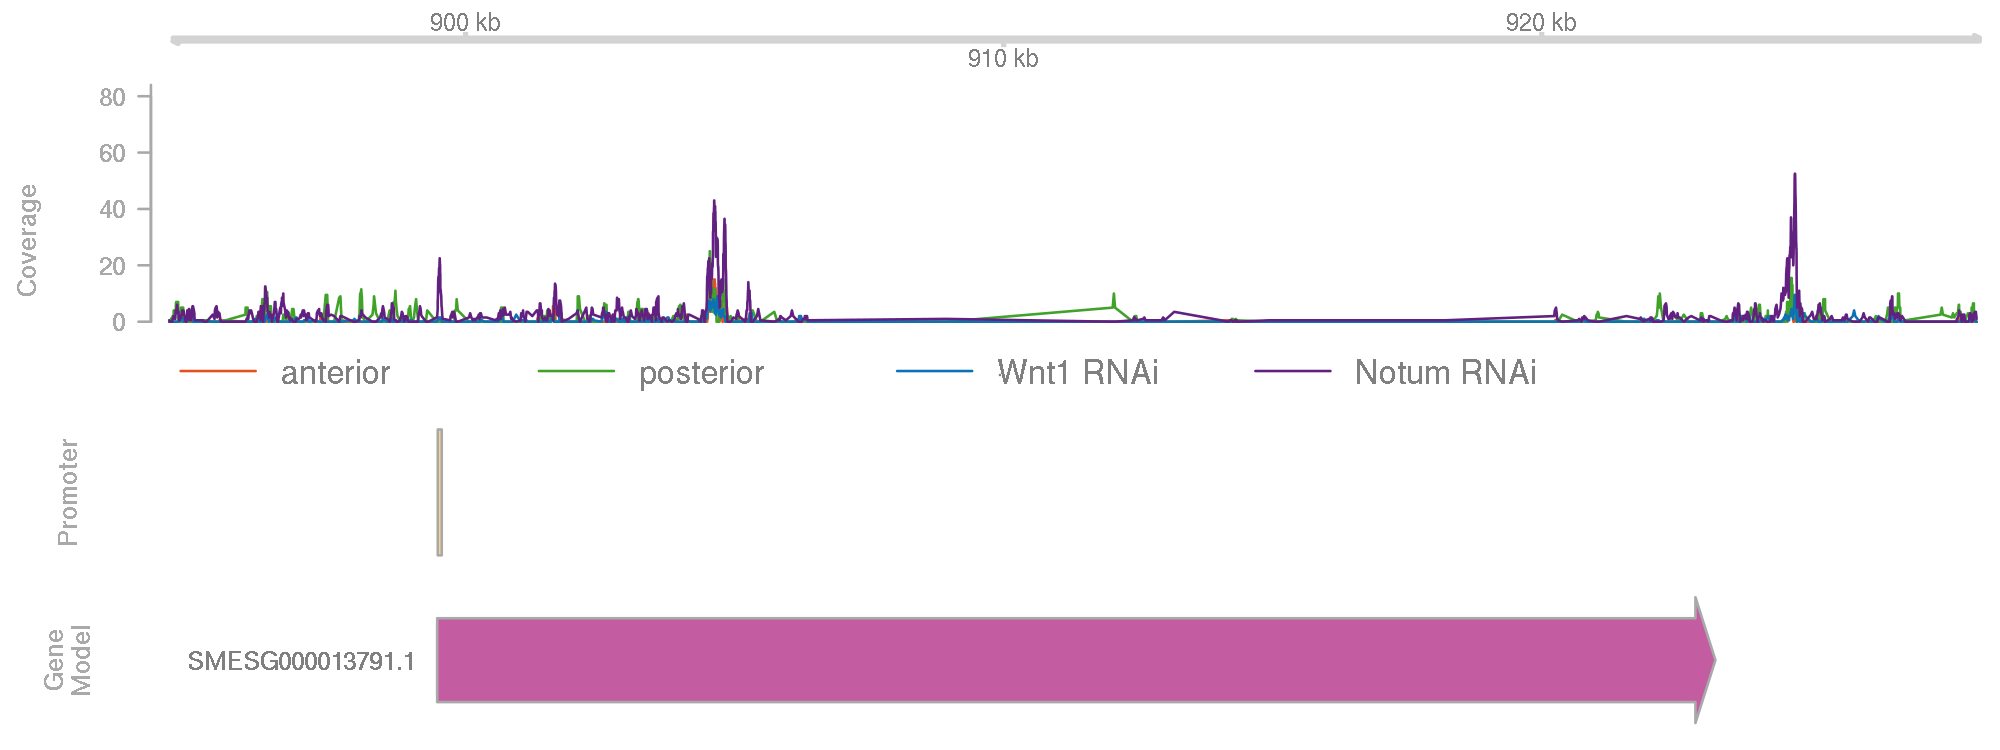 900 kb
920 kb
910 kb
80
60
40
20
0
Coverage
anterior posterior Wnt1 RNAi Notum RNAi
Promoter
Gene
Model
SMESG000013791.1